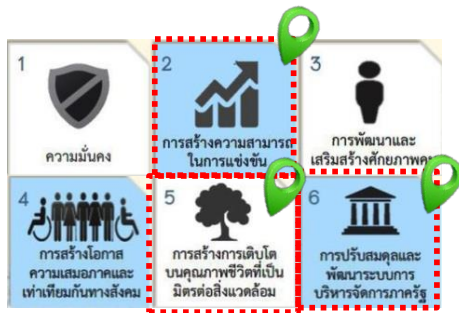 1
ความมั่นคง
2
การสร้างความสามารถ
ในการแข่งขัน
3
การพัฒนาและ
เสริมสร้างศักยภาพ
4
การสร้างโอกาส
ความเสมอภาคและ
เท่าเทียมกันทางสังคม
5
การสร้างการเติบโต
บนคุณภาพชีวิตที่เป็น
มิตรต่อสิ่งแวดล้อม
6
การปรับสมดุลและ
พัฒนาระบบการ
บริหารจัดการภาครัฐ